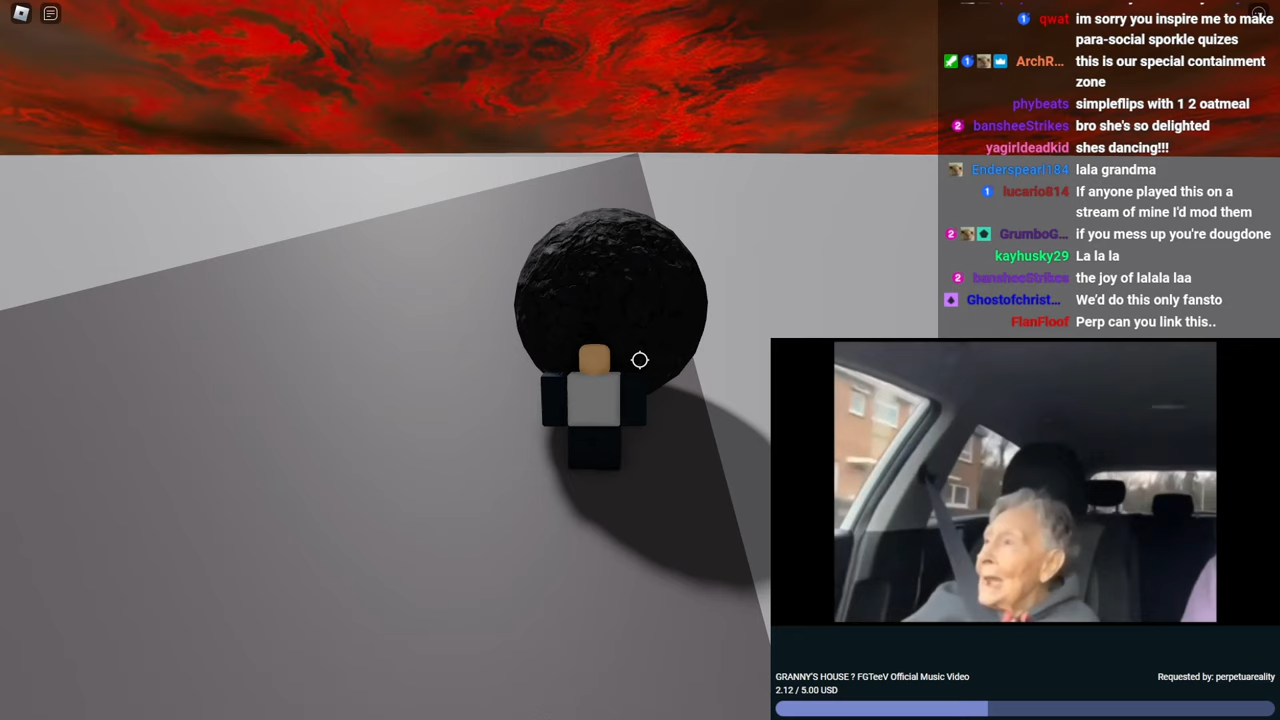 qwat im sorry you inspire me to make
para-social sporkle quizes
ArchR... this is our special containment
zone
phybeats simpleflips with 1 2 oatmeal
2 bansheeStrikes bro she's so delighted
yagirldeadkid shes dancing!!!
Enderspearl184 lala grandma
1 lucario814 If anyone played this on a
stream of mine I'd mod them
2 GrumboG... if you mess up you're dougdone
kayhusky29 La la la
2 bansheeStrikes the joy of lalala laa
Ghostofchrist... We'd do this only fansto
FlanFloof Perp can you link this..
GRANNY'S HOUSE ? FGTeeV Official Music Video Requested by: perpetuareality
2.12 / 5.00 USD